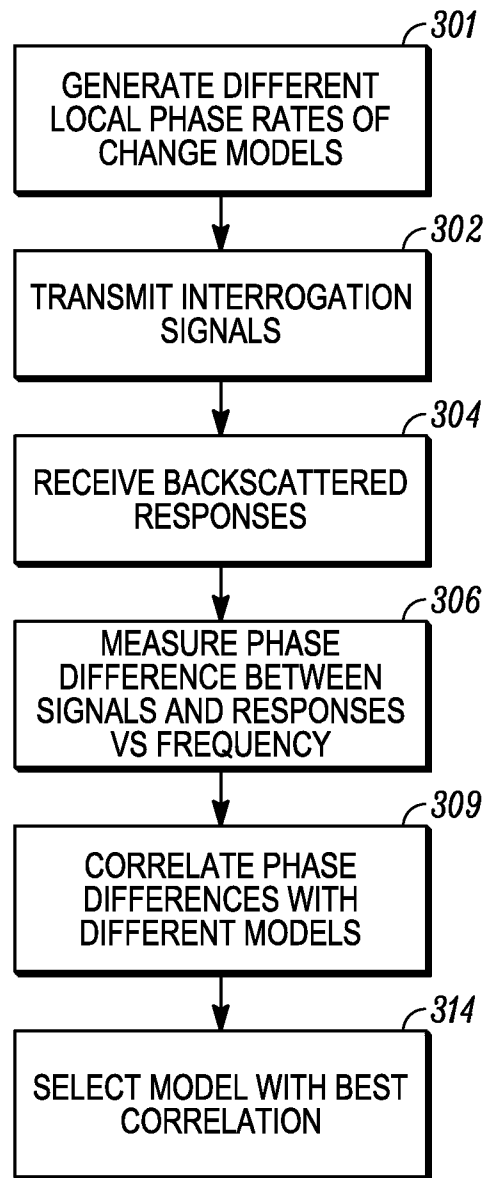 301
GENERATE DIFFERENT
LOCAL PHASE RATES OF
CHANGE MODELS
302
TRANSMIT INTERROGATION
SIGNALS
304
RECEIVE BACKSCATTERED
RESPONSES
306
MEASURE PHASE
DIFFERENCE BETWEEN
SIGNALS AND RESPONSES
VS FREQUENCY
309
CORRELATE PHASE
DIFFERENCES WITH
DIFFERENT MODELS
314
SELECT MODEL WITH BEST
CORRELATION